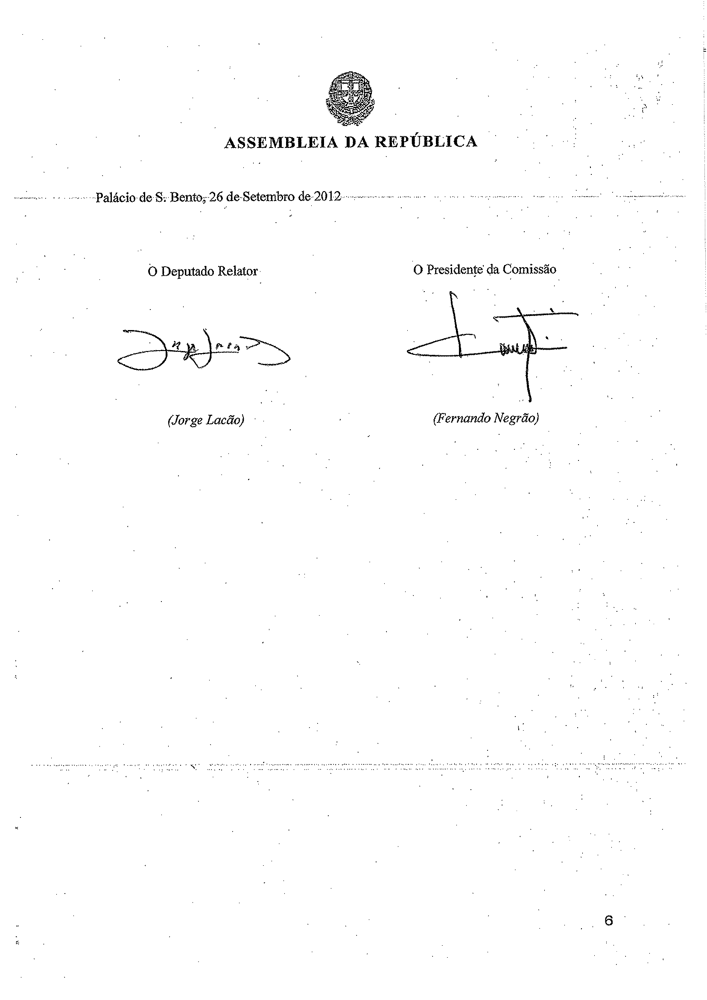 ASSEMBLEIA DA REPÚBLICA
Palácio de S. Bento, 26 de Setembro de 2012
O Deputado Relator
O Presidente da Comissão
(Jorge Lacão)
(Fernando Negrão)
6